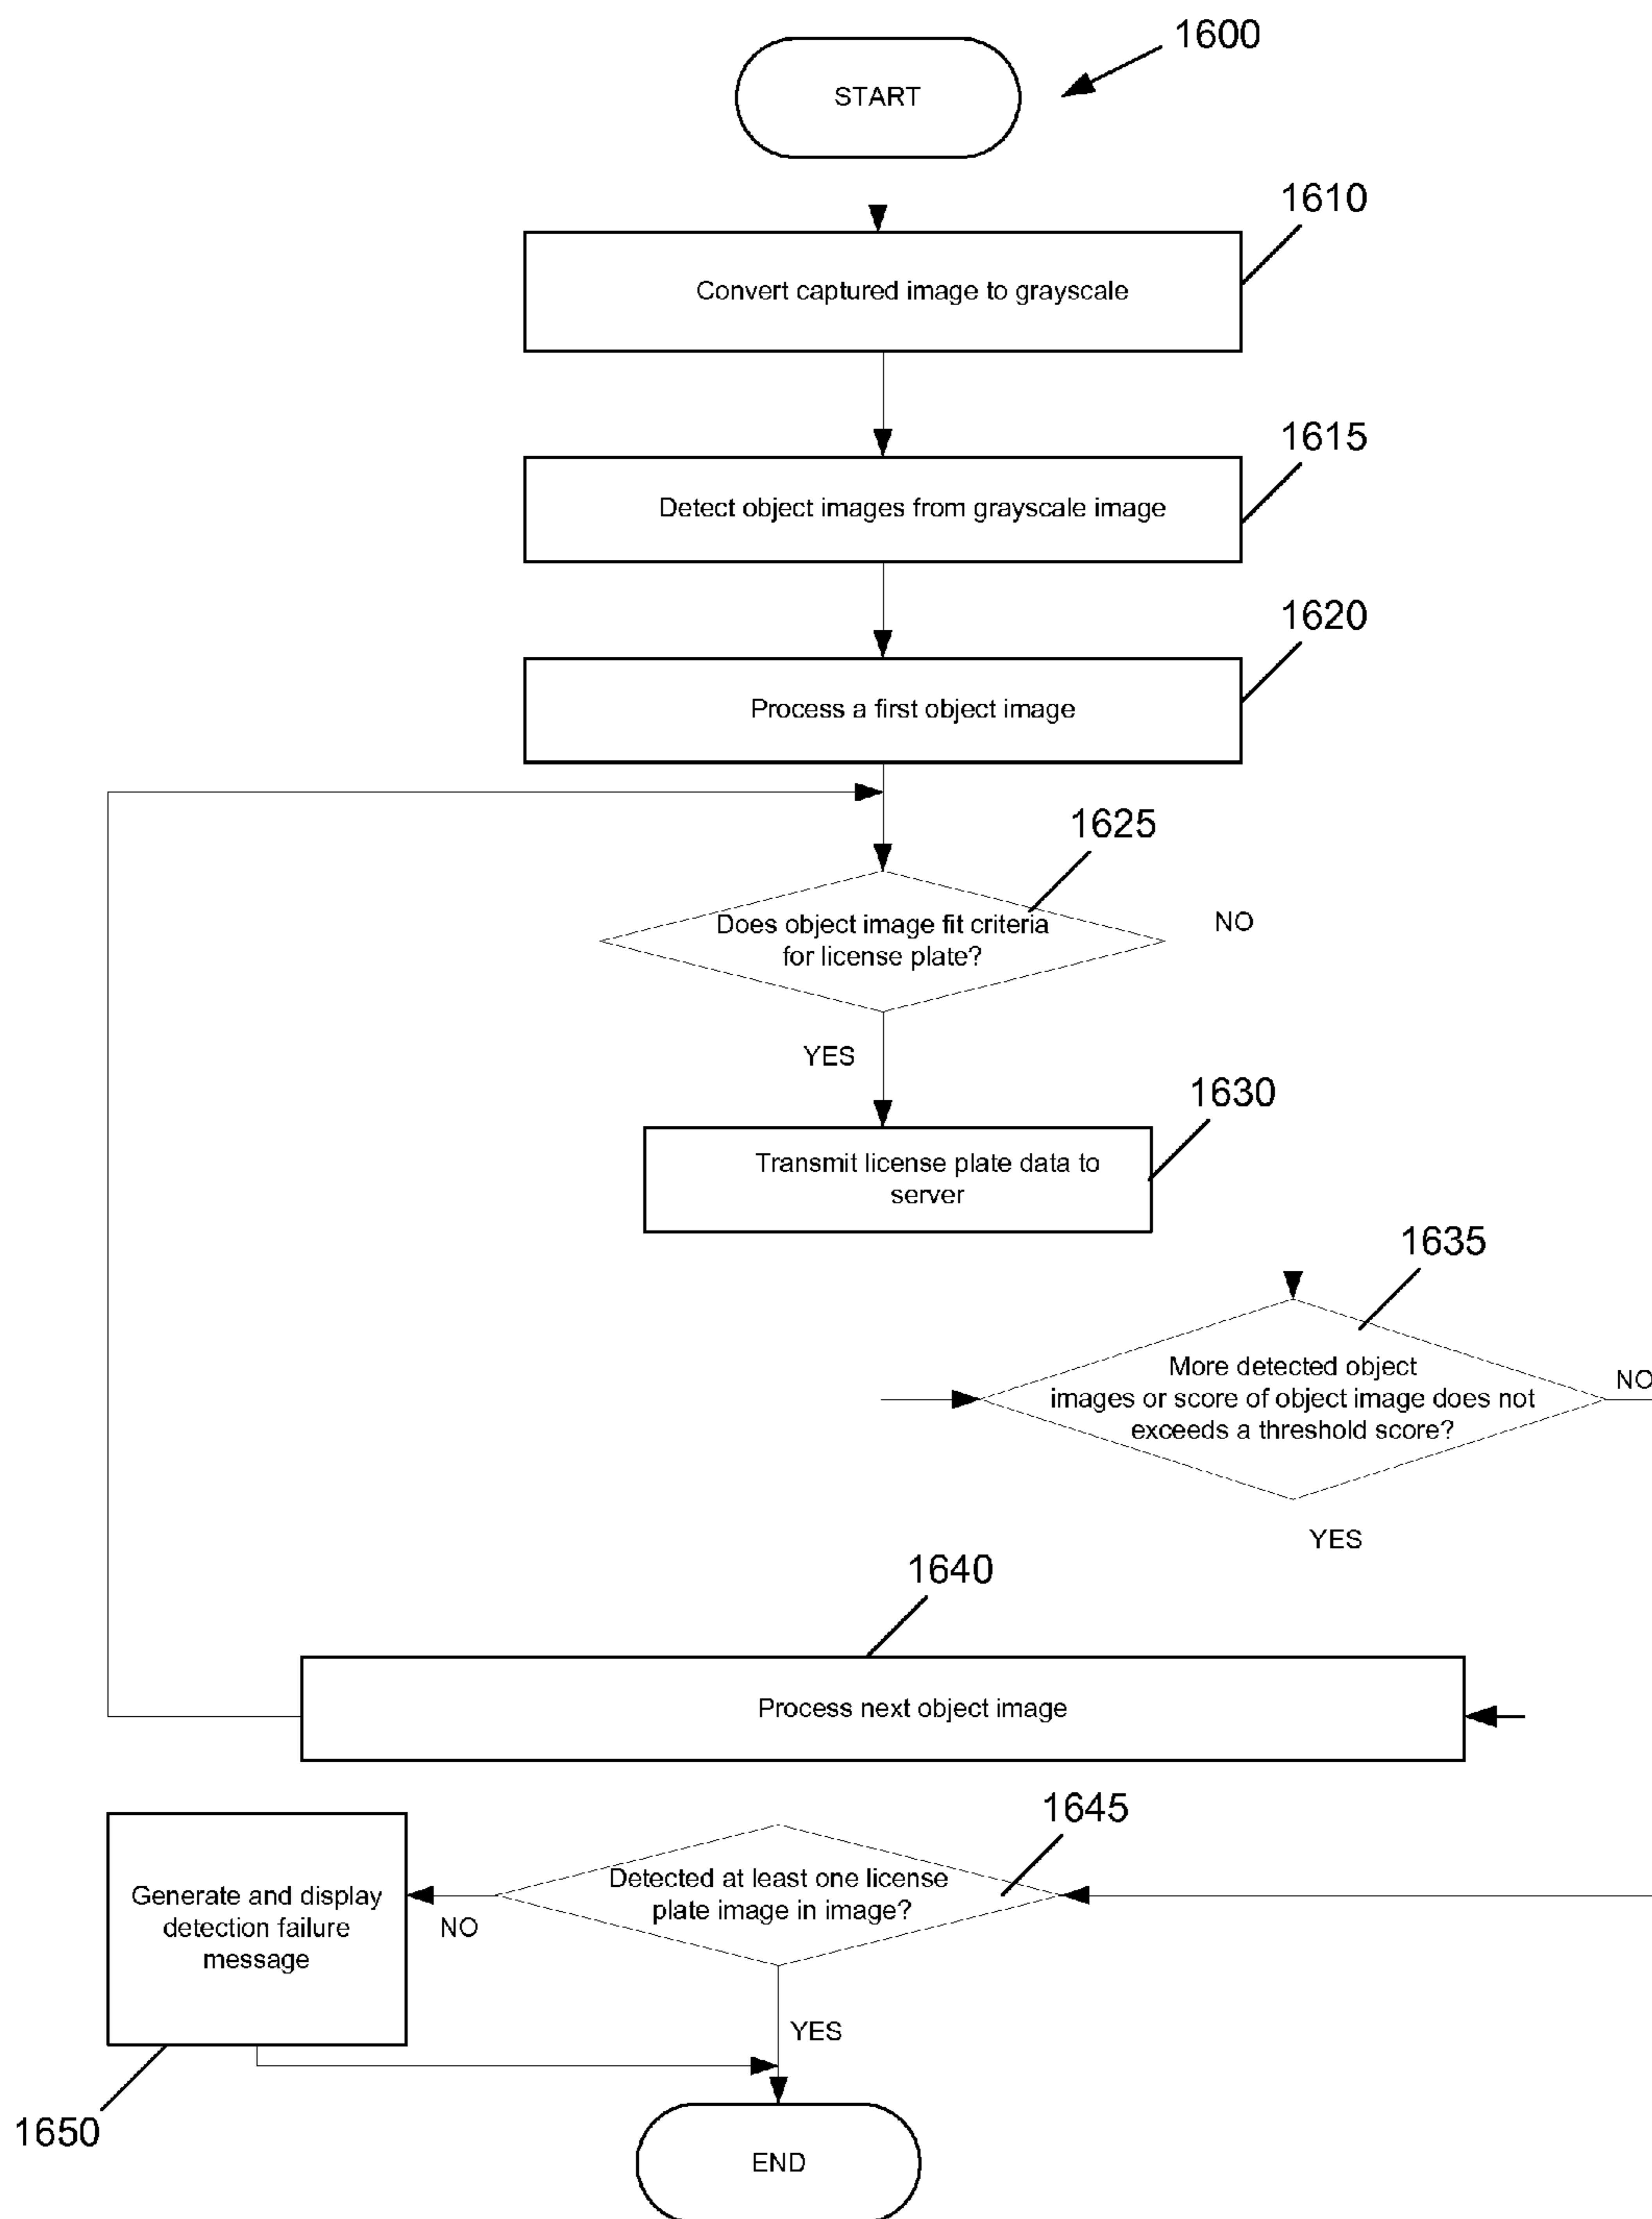 1600
START
1610
Convert captured image to grayscale
1615
Detect object images from grayscale image
1620
Process a first object image
1625
Does object image fit criteria
for license plate?
NO
YES
1630
Transmit license plate data to
server
1635
More detected object
images or score of object image does not
exceeds a threshold score?
NO
YES
1640
Process next object image
1645
Detected at least one license
plate image in image?
Generate and display
detection failure
message
NO
YES
1650
END